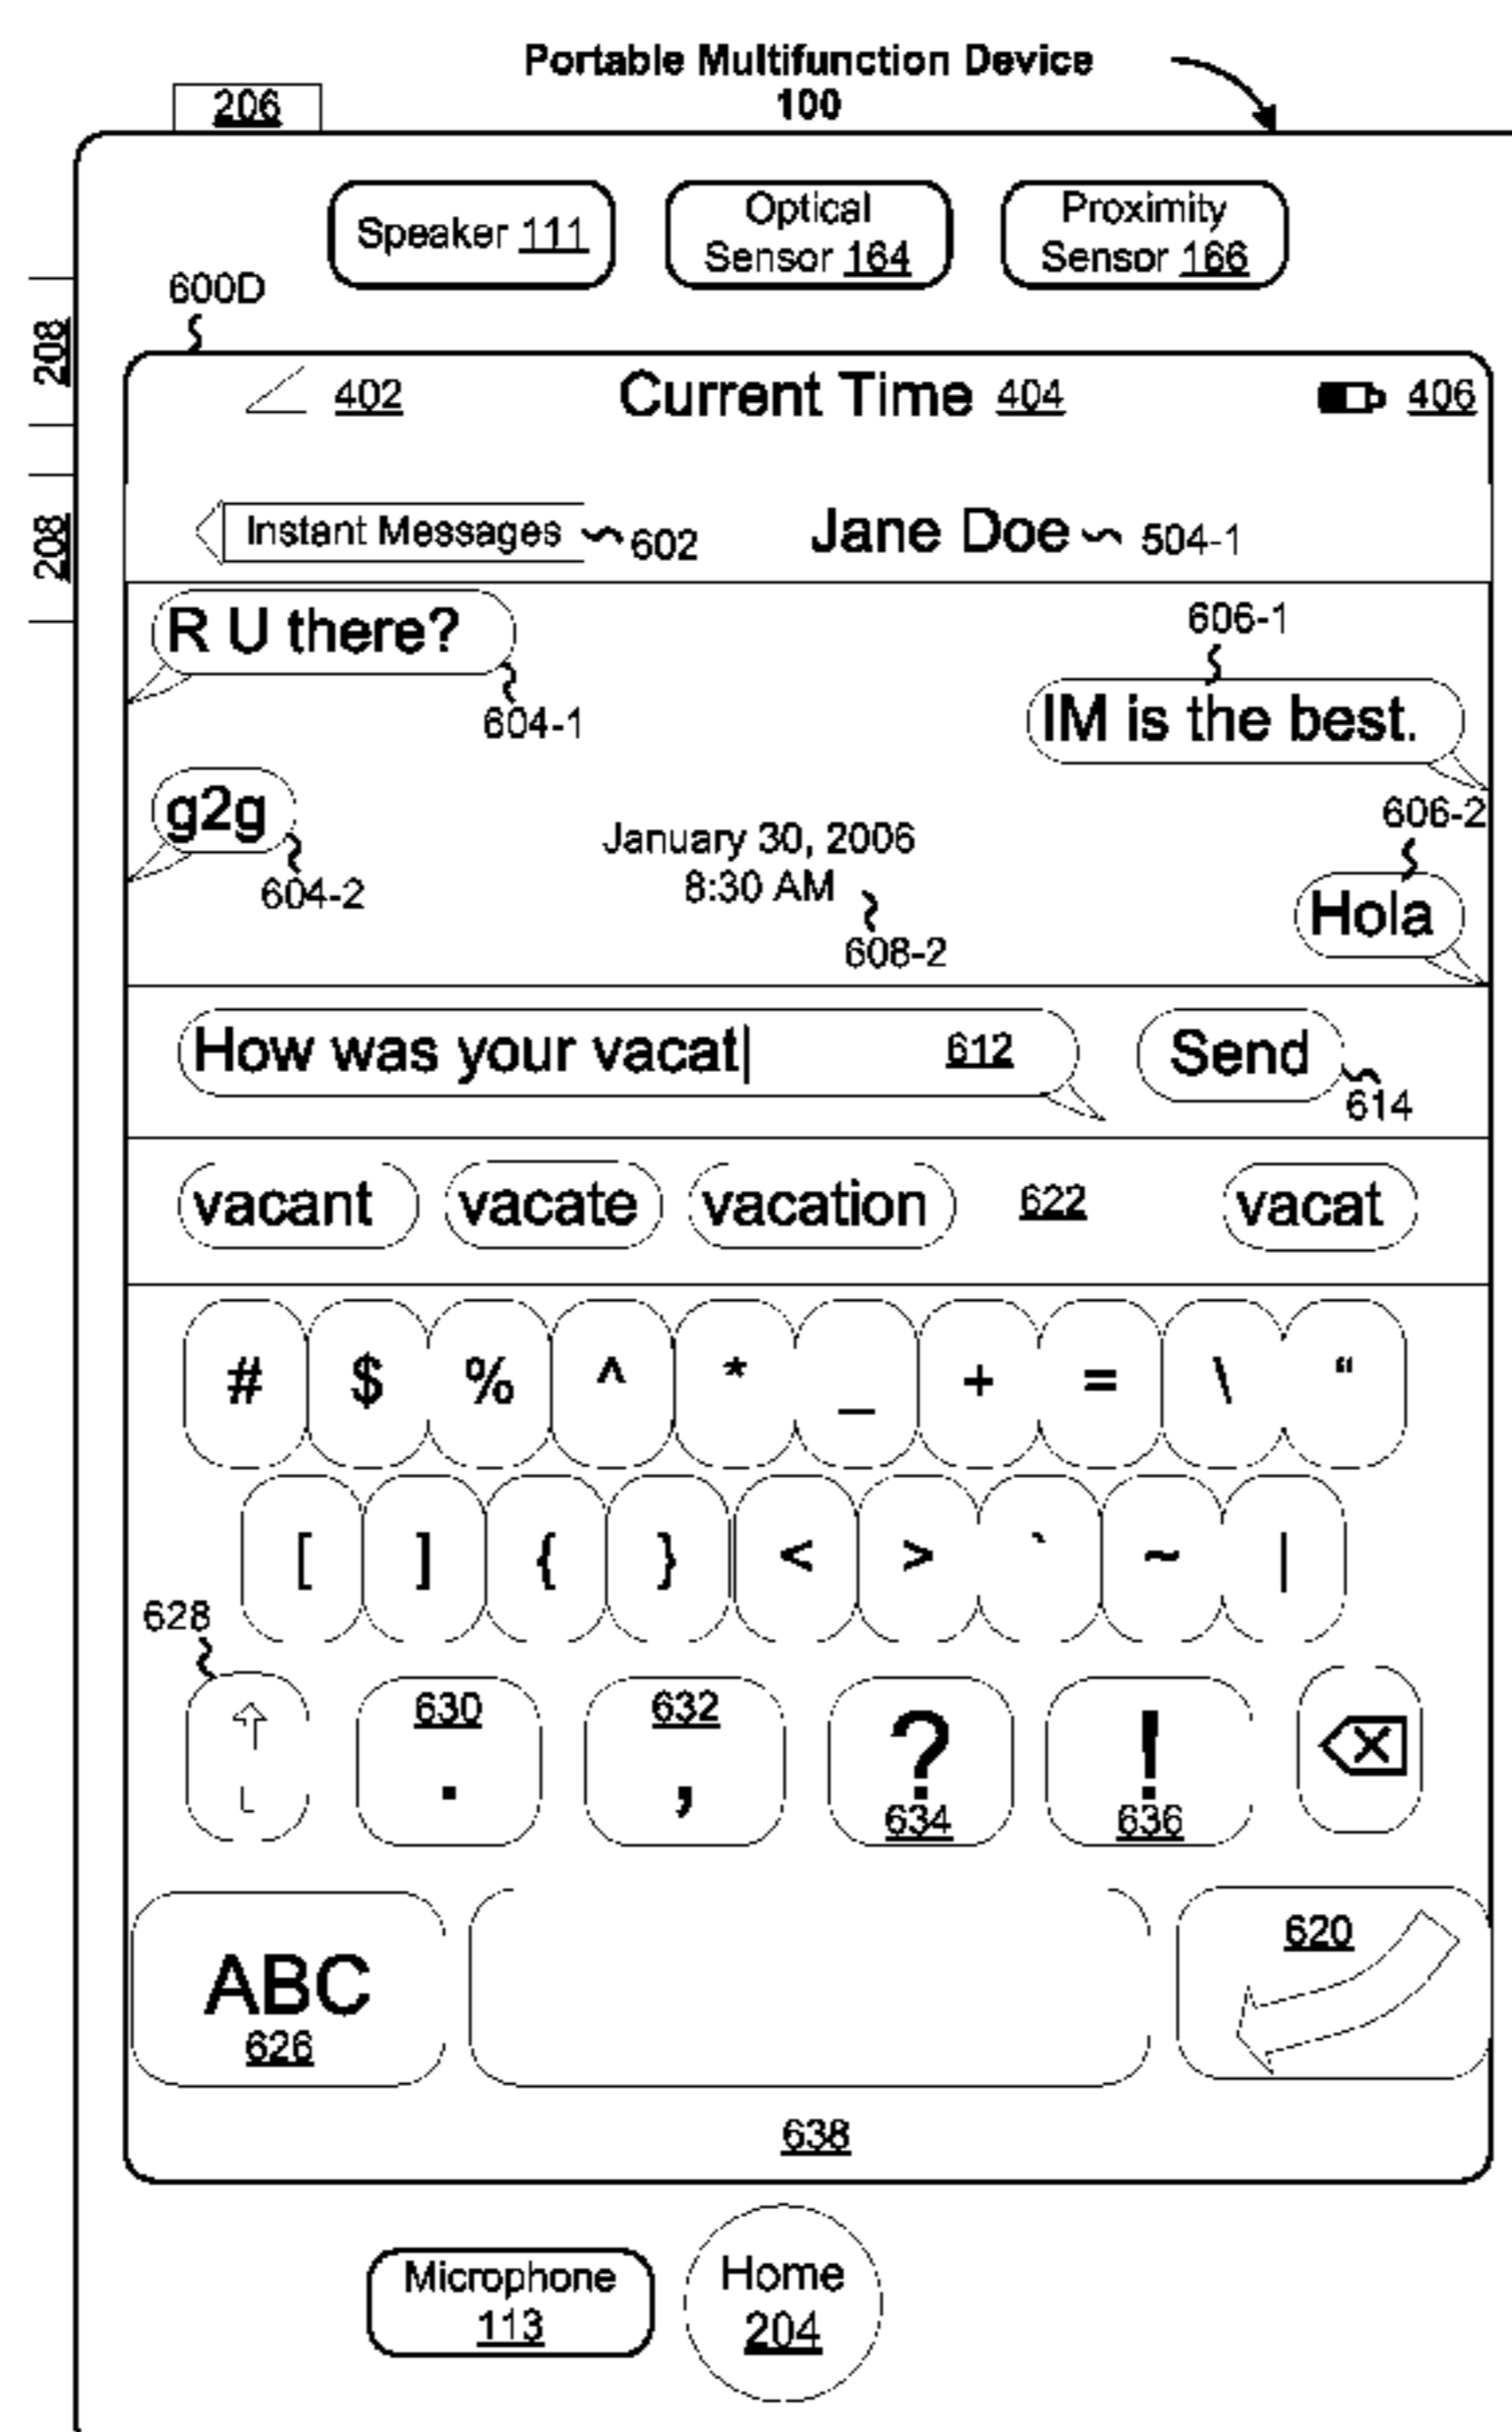 Portable Multifunction Device
100
206
Speaker 111
Optical
Sensor 164
Proximity
Sensor 166
600D
208
402 Current Time 404 406
208
Instant Messages 602 Jane Doe 504-1
R U there?
604-1
606-1
IM is the best.
g2g
604-2
January 30, 2006
8:30 AM
608-2
606-2
Hola
How was your vacat 612 Send
614
vacant vacate vacation 622 vacat
# $ % ^ * _ + = \ “
[ ] { } < > ` ~ |
628
630 632
. , ? !
634 636
ABC
626
620
638
Microphone
113
Home
204